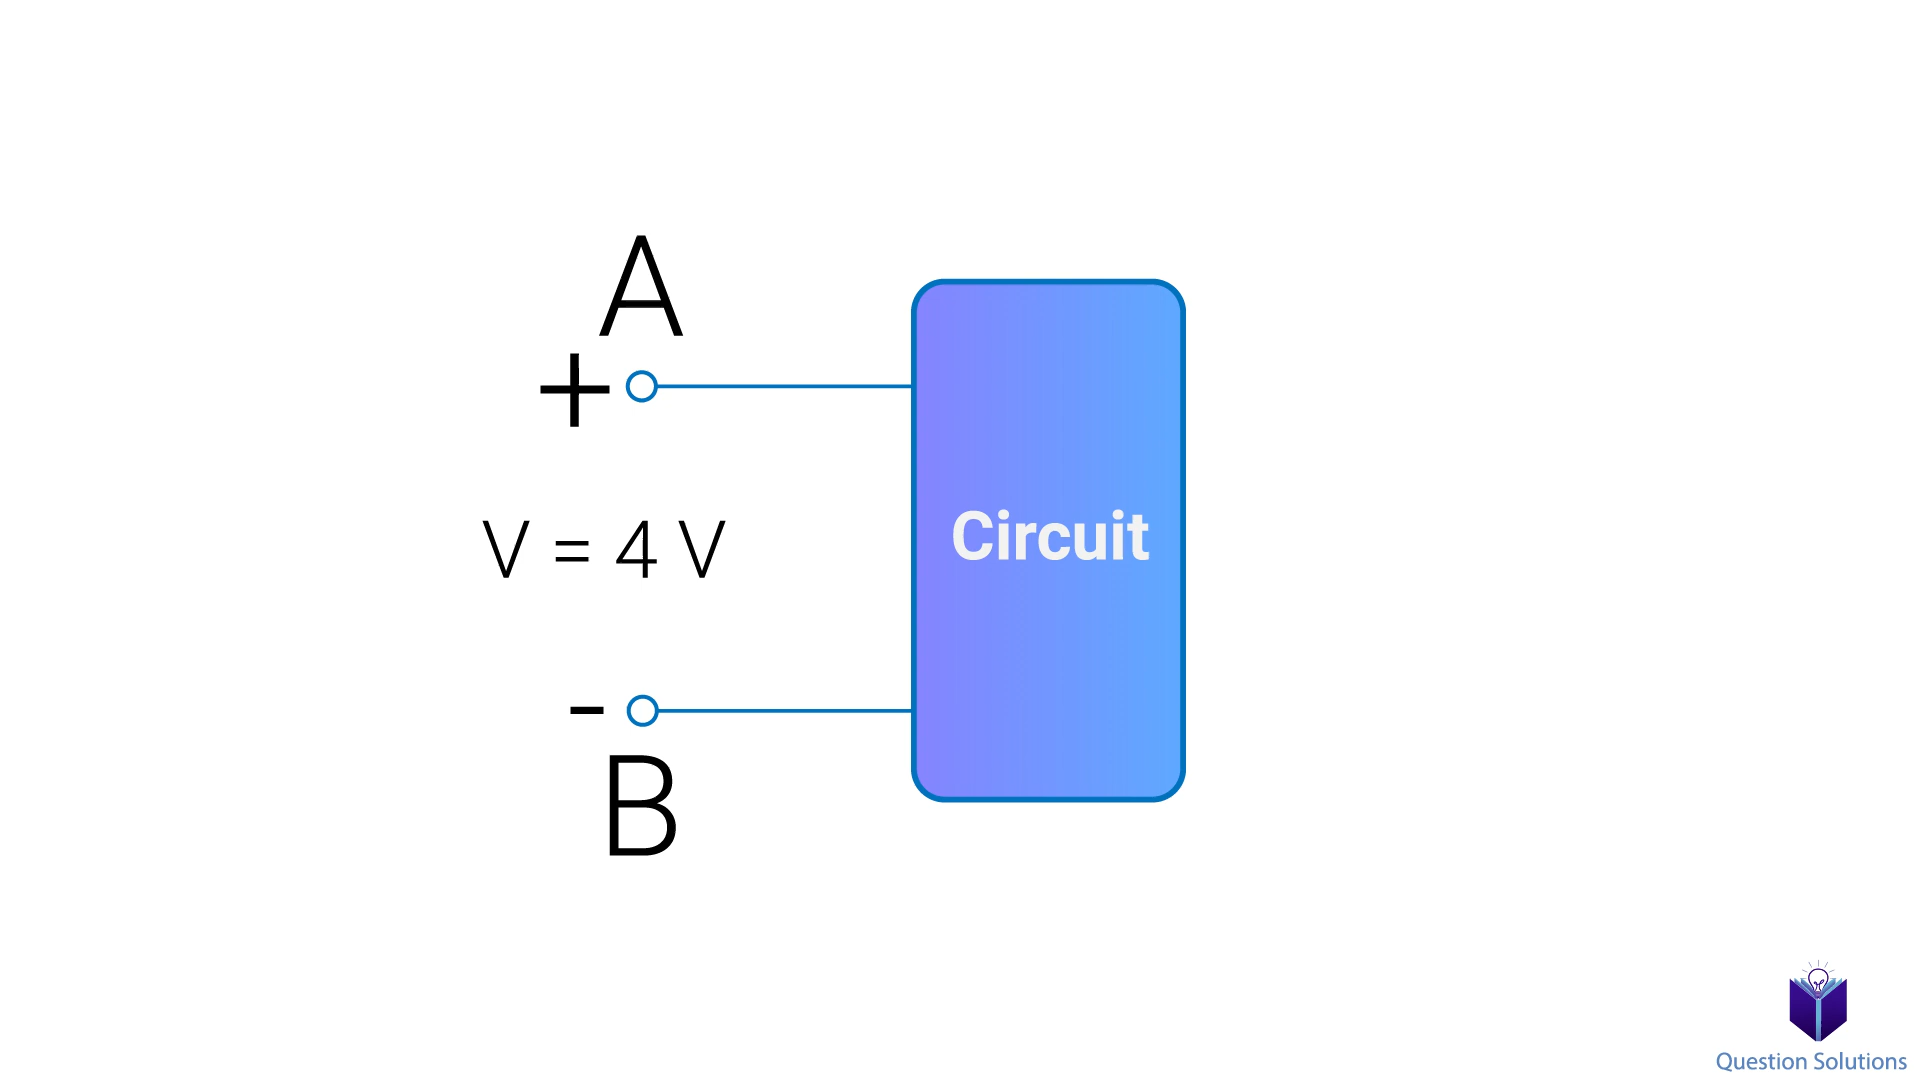 A
+
V = 4 V
Circuit
-
B
Question Solutions